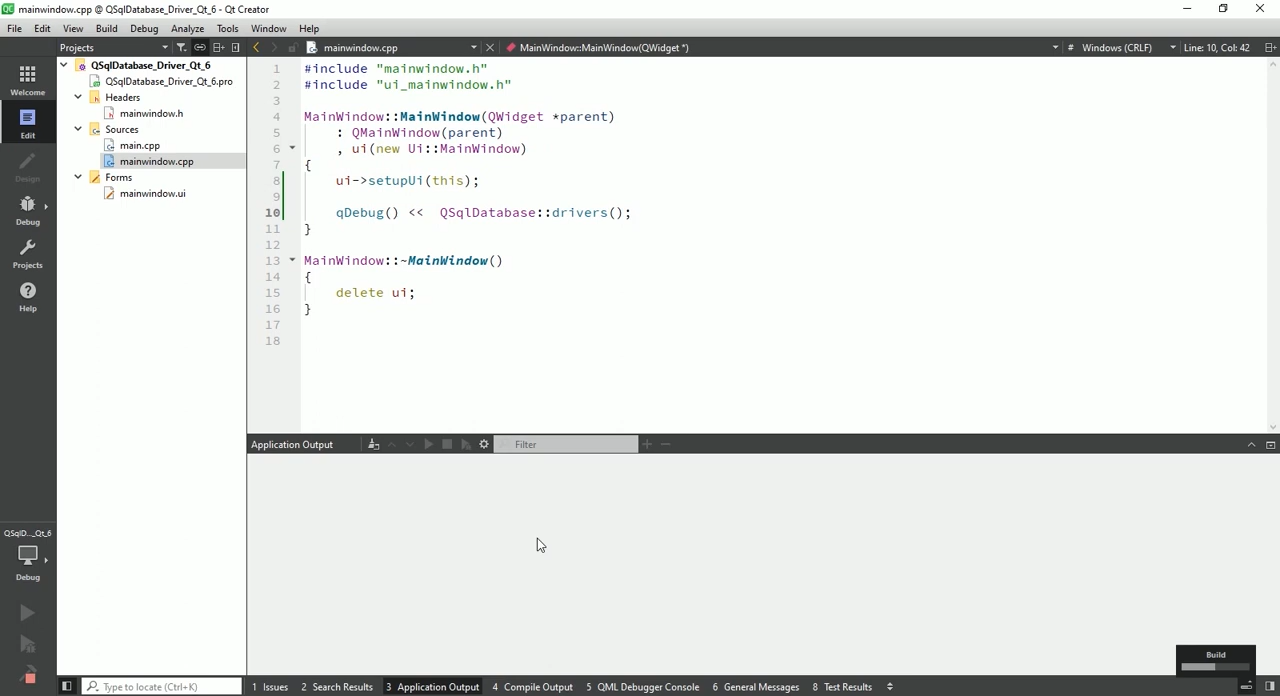 mainwindow.cpp @ QSqlDatabase_Driver_Qt_6 - Qt Creator
File Edit View Build Debug Analyze Tools Window Help
Projects mainwindow.cpp MainWindow::MainWindow(QWidget *) # Windows (CRLF) Line: 10, Col: 42
QSqlDatabase_Driver_Qt_6
QSqlDatabase_Driver_Qt_6.pro
Headers
mainwindow.h
Sources
main.cpp
mainwindow.cpp
Forms
mainwindow.ui
Welcome
Edit
Design
Debug
Projects
Help
QSqlD..._Qt_6
Debug
1 #include "mainwindow.h"
2 #include "ui_mainwindow.h"
3
4 MainWindow::MainWindow(QWidget *parent)
5 : QMainWindow(parent)
6 , ui(new Ui::MainWindow)
7 {
8 ui->setupUi(this);
9
10 qDebug() << QSqlDatabase::drivers();
11 }
12
13 MainWindow::~MainWindow()
14 {
15 delete ui;
16 }
17
18
Application Output Filter
Build
Type to locate (Ctrl+K) 1 Issues 2 Search Results 3 Application Output 4 Compile Output 5 QML Debugger Console 6 General Messages 8 Test Results